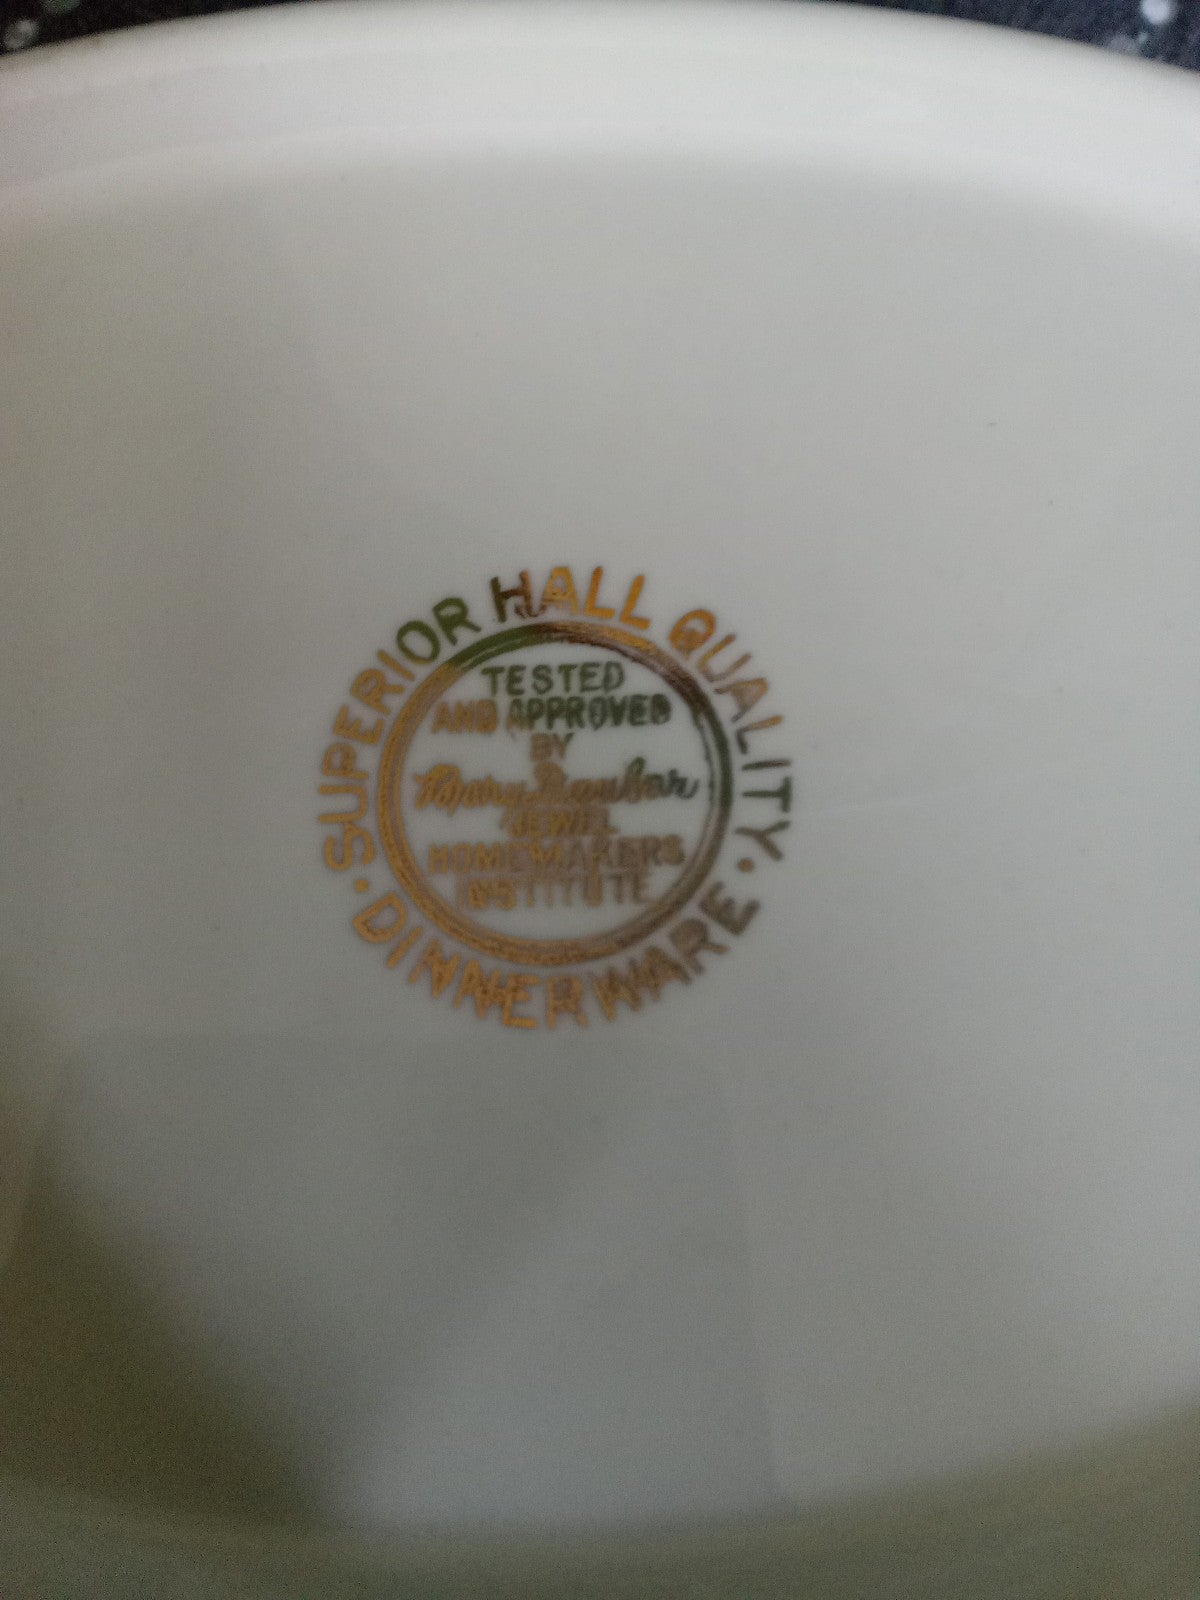 SUPERIOR HALL QUALITY
TESTED
AND APPROVED
BY
Mary Dunbar
JEWEL
HOMEMAKERS
INSTITUTE
· DINNERWARE ·